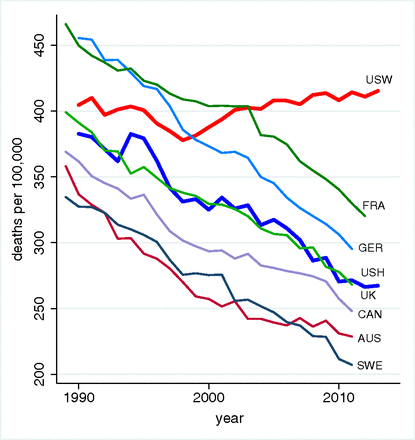 450
400
350
300
250
200
deaths per 100,000
1990
2000
2010
year
USW
FRA
GER
USH
UK
CAN
AUS
SWE